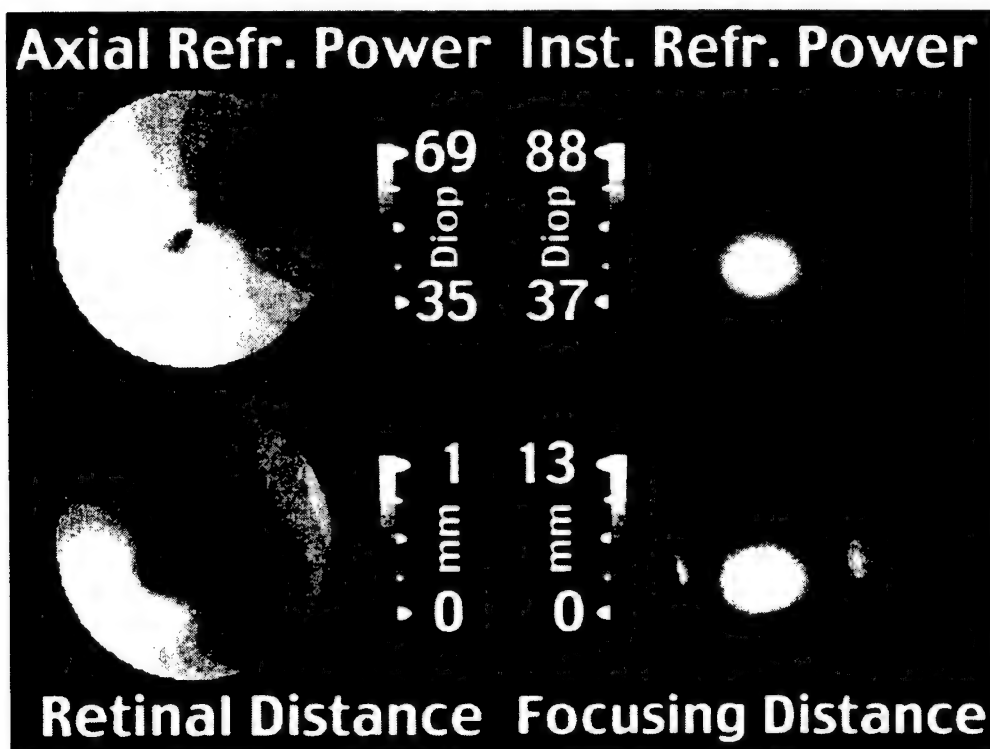 Axial Refr. Power Inst. Refr. Power
69 88
Diop Diop
35 37
1 13
mm mm
0 0
Retinal Distance Focusing Distance